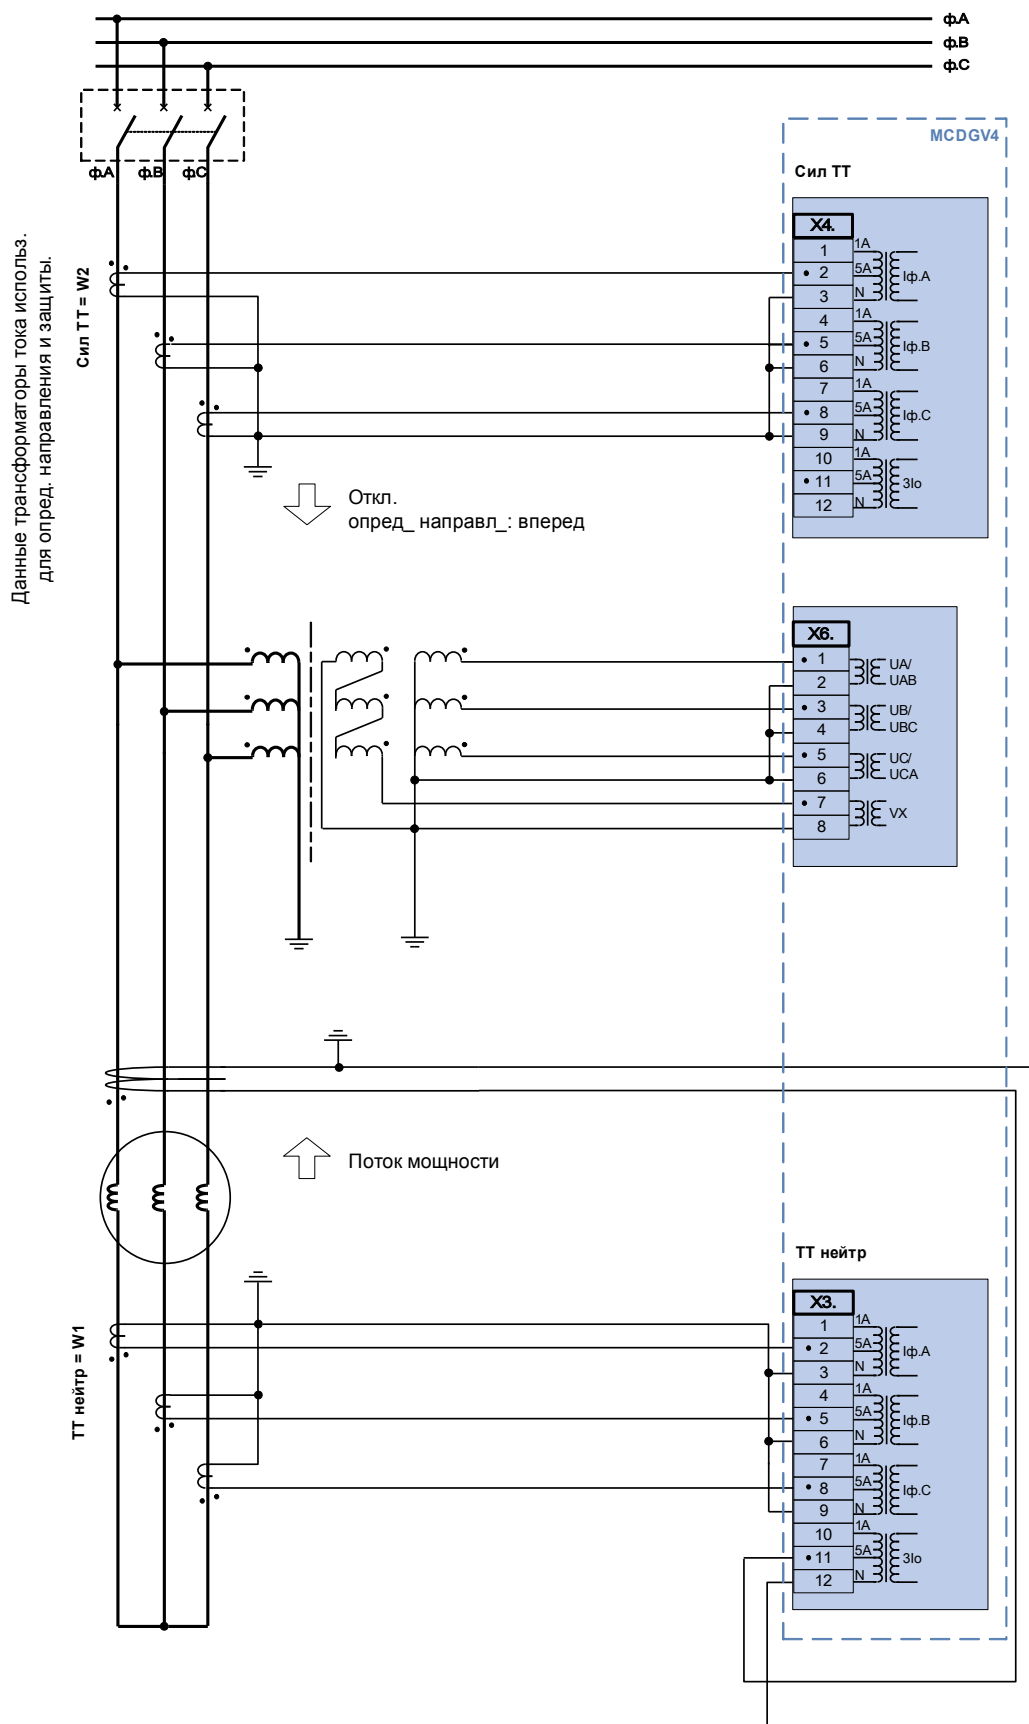 ф.A
ф.B
ф.C
ф.A
ф.B
ф.C
MCDGV4
Сил ТТ
Данные трансформаторы тока использ.
для опред. направления и защиты.
Сил ТТ = W2
X4.
1
2
3
4
5
6
7
8
9
10
11
12
1A
5A
N
Iф.A
1A
5A
N
Iф.B
1A
5A
N
Iф.C
1A
5A
N
3Io
Откл.
опред_ направл_: вперед
X6.
1
2
3
4
5
6
7
8
UA/
UAB
UB/
UBC
UC/
UCA
VX
Поток мощности
ТТ нейтр
ТТ нейтр = W1
X3.
1
2
3
4
5
6
7
8
9
10
11
12
1A
5A
N
Iф.A
1A
5A
N
Iф.B
1A
5A
N
Iф.C
1A
5A
N
3Io